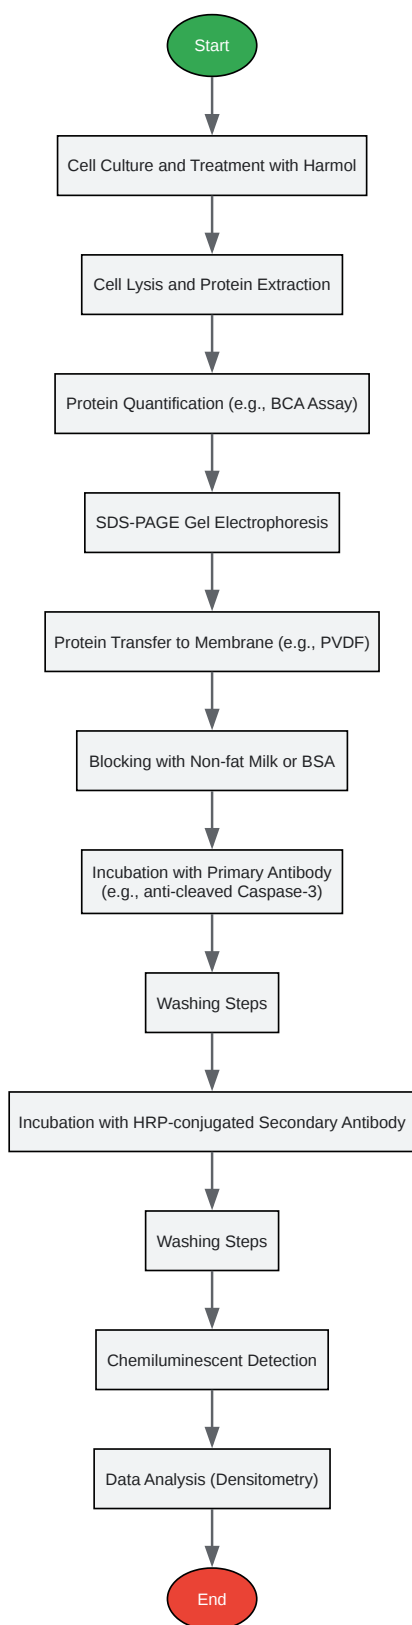 Start
Cell Culture and Treatment with Harmol
Cell Lysis and Protein Extraction
Protein Quantification (e.g., BCA Assay)
SDS-PAGE Gel Electrophoresis
Protein Transfer to Membrane (e.g., PVDF)
Blocking with Non-fat Milk or BSA
Incubation with Primary Antibody
(e.g., anti-cleaved Caspase-3)
Washing Steps
Incubation with HRP-conjugated Secondary Antibody
Washing Steps
Chemiluminescent Detection
Data Analysis (Densitometry)
End